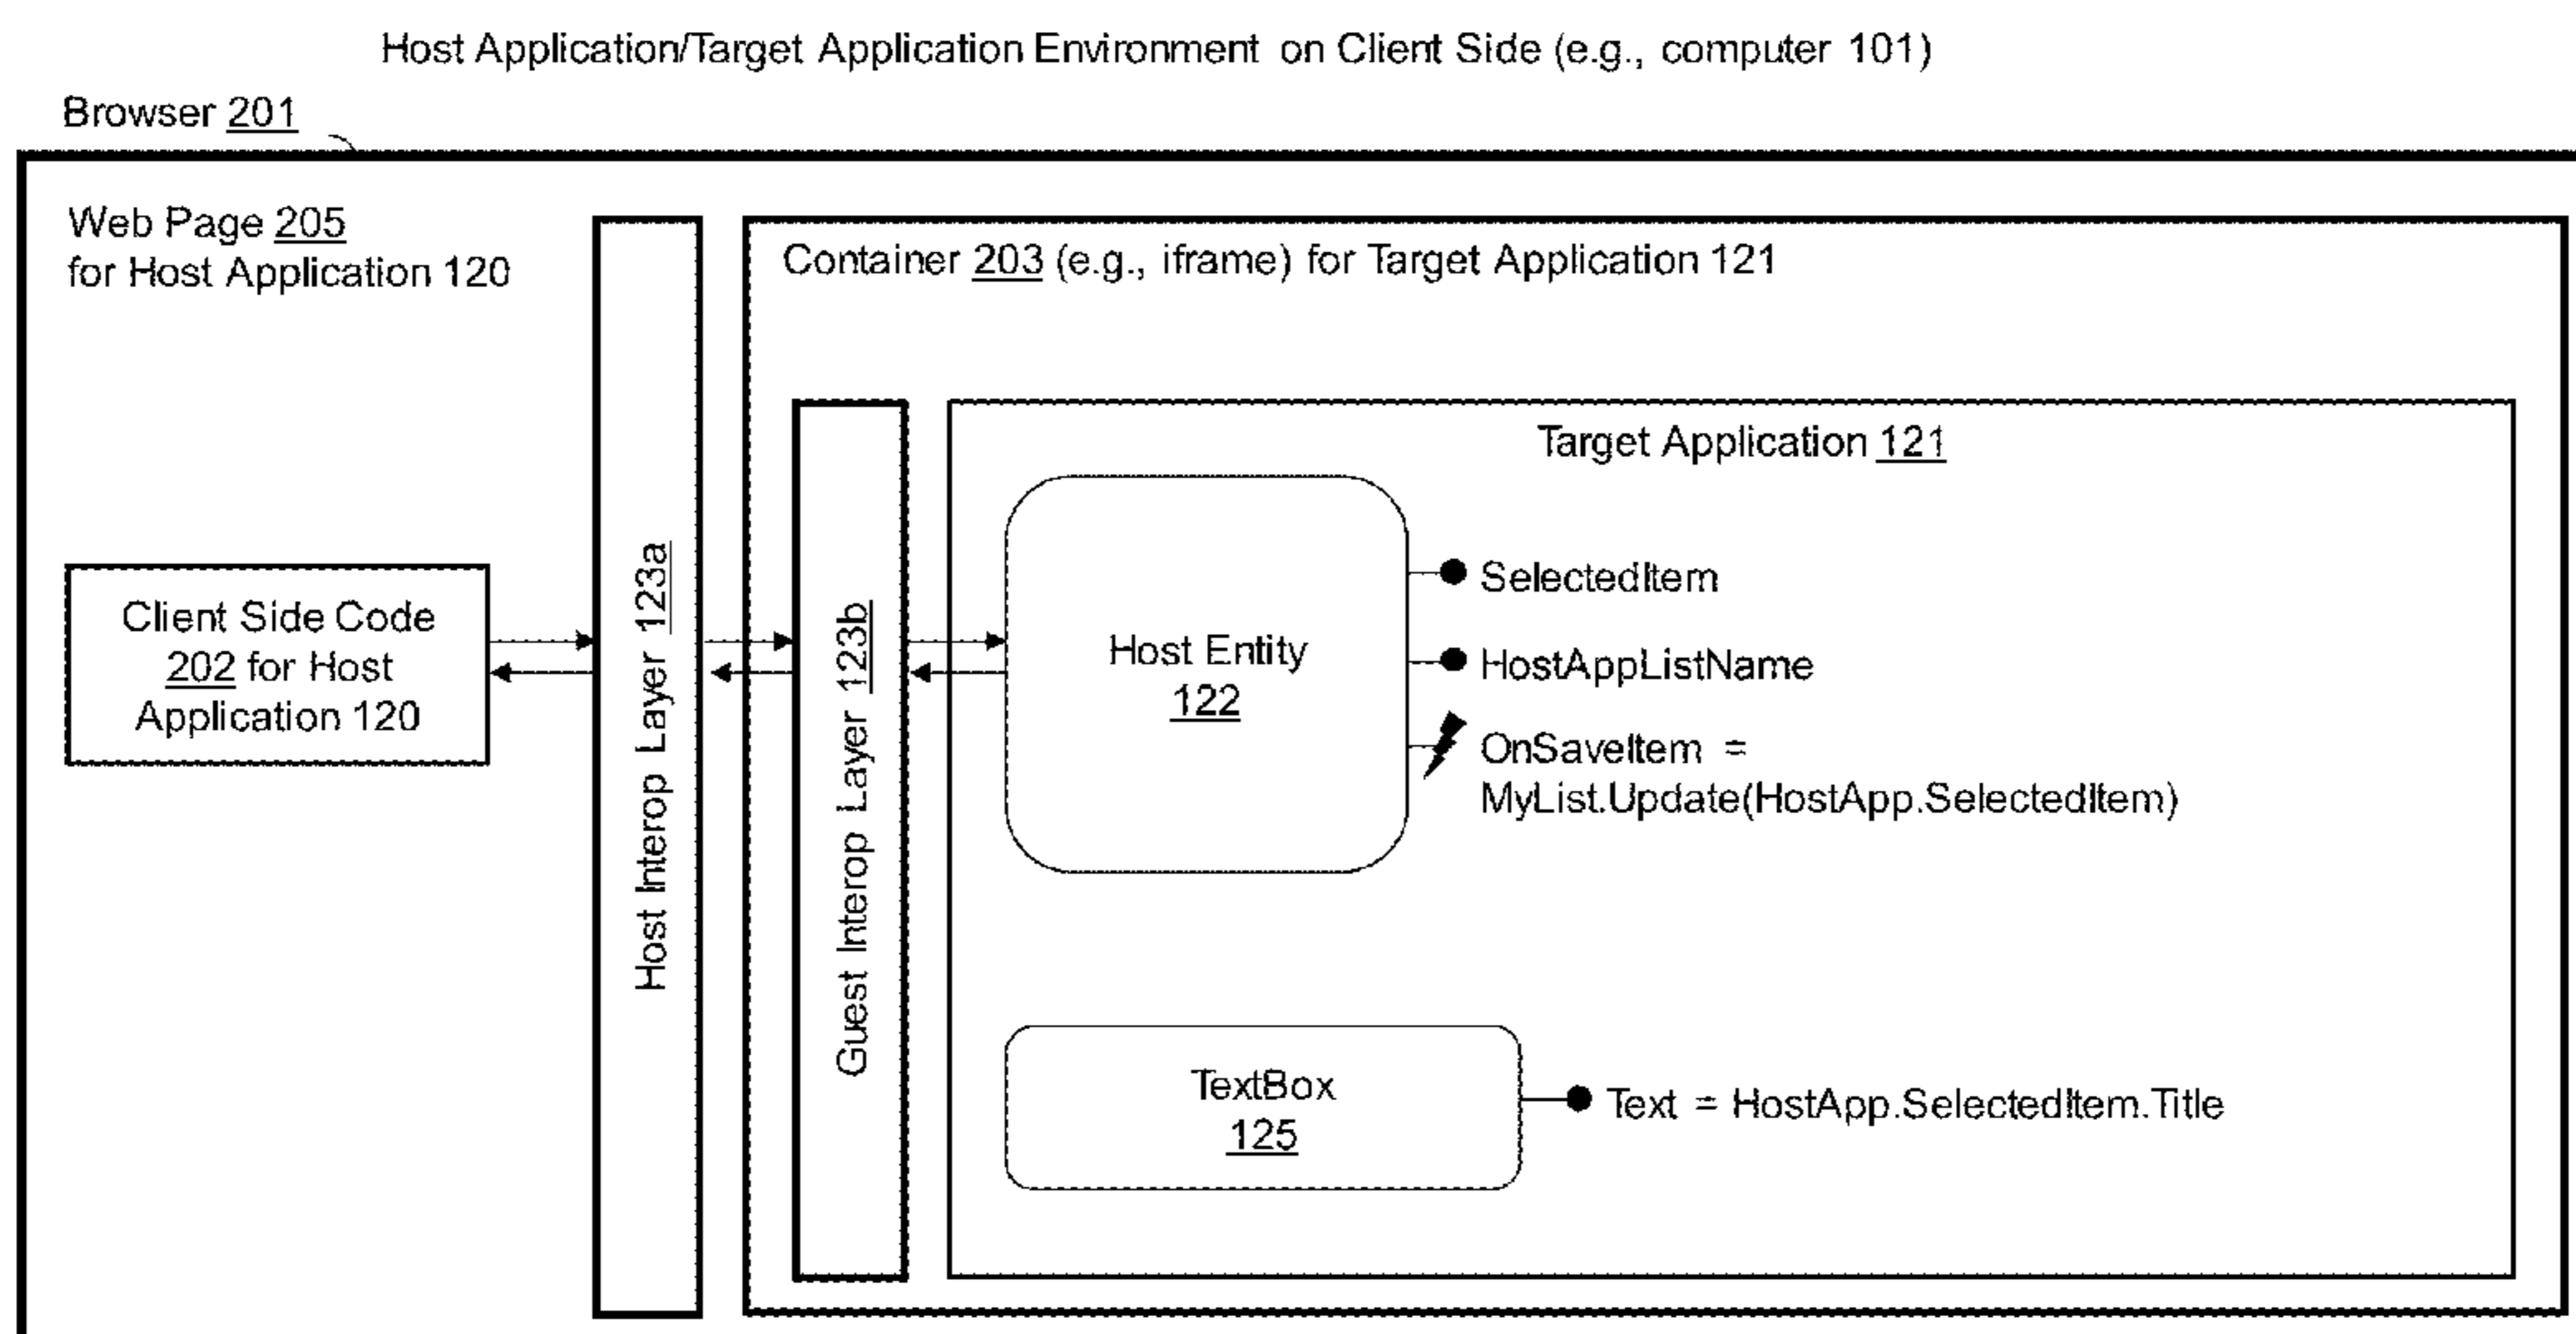 Host Application/Target Application Environment on Client Side (e.g., computer 101)
Browser 201
Web Page 205
for Host Application 120
Container 203 (e.g., iframe) for Target Application 121
Target Application 121
Client Side Code
202 for Host
Application 120
Host Interop Layer 123a
Guest Interop Layer 123b
Host Entity
122
SelectedItem
HostAppListName
OnSaveItem =
MyList.Update(HostApp.SelectedItem)
TextBox
125
Text = HostApp.SelectedItem.Title